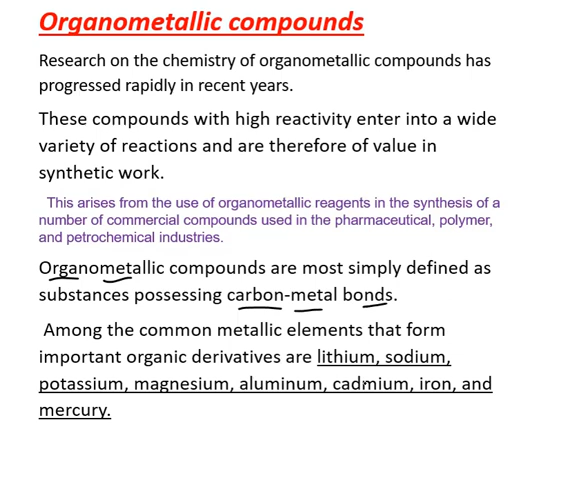 Organometallic compounds
Research on the chemistry of organometallic compounds has
progressed rapidly in recent years.
These compounds with high reactivity enter into a wide
variety of reactions and are therefore of value in
synthetic work.
This arises from the use of organometallic reagents in the synthesis of a
number of commercial compounds used in the pharmaceutical, polymer,
and petrochemical industries.
Organometallic compounds are most simply defined as
substances possessing carbon-metal bonds.
Among the common metallic elements that form
important organic derivatives are lithium, sodium,
potassium, magnesium, aluminum, cadmium, iron, and
mercury.